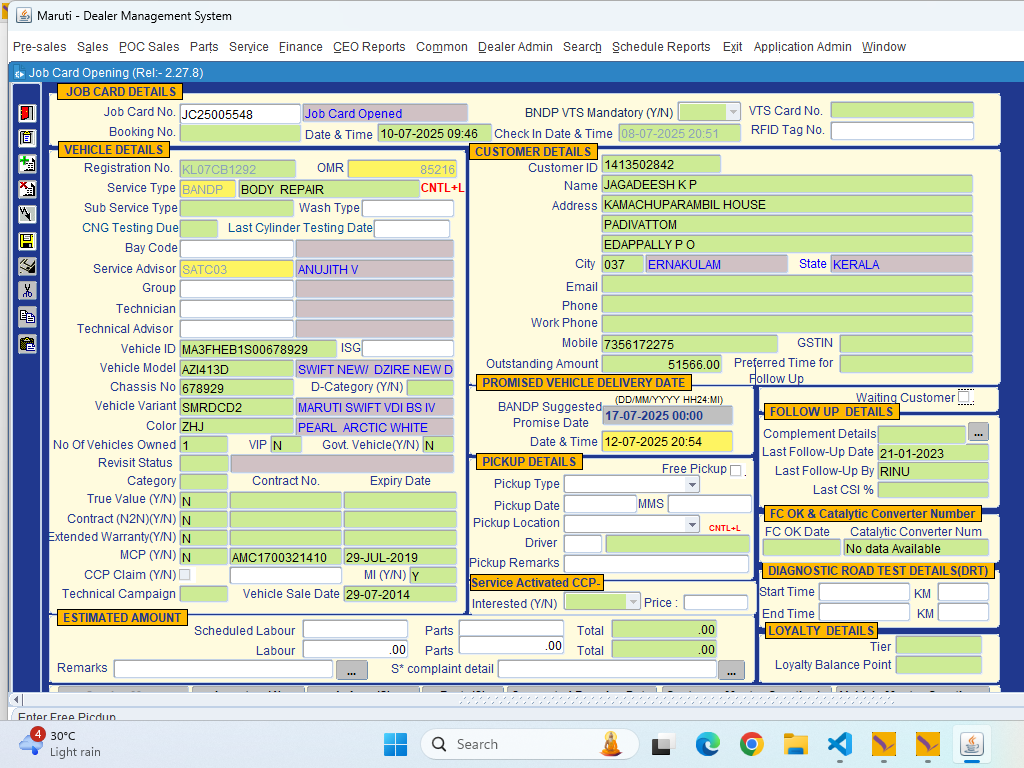 Maruti - Dealer Management System
Pre-sales Sales POC Sales Parts Service Finance CEO Reports Common Dealer Admin Search Schedule Reports Exit Application Admin Window
Job Card Opening (Rel:- 2.27.8)
JOB CARD DETAILS
Job Card No. JC25005548 Job Card Opened BNDP VTS Mandatory (Y/N) VTS Card No.
Booking No. Date & Time 10-07-2025 09:46 Check In Date & Time 08-07-2025 20:51 RFID Tag No.
VEHICLE DETAILS
Registration No. KL07CB1292 OMR 85216
Service Type BANDP BODY REPAIR CNTL+L
Sub Service Type Wash Type
CNG Testing Due Last Cylinder Testing Date
Bay Code
Service Advisor SATC03 ANUJITH V
Group
Technician
Technical Advisor
Vehicle ID MA3FHEB1S00678929 ISG
Vehicle Model AZI413D SWIFT NEW/ DZIRE NEW D
Chassis No 678929 D-Category (Y/N)
Vehicle Variant SMRDCD2 MARUTI SWIFT VDI BS IV
Color ZHJ PEARL ARCTIC WHITE
No Of Vehicles Owned 1 VIP N Govt. Vehicle(Y/N) N
Revisit Status
Category Contract No. Expiry Date
True Value (Y/N) N
Contract (N2N)(Y/N) N
Extended Warranty(Y/N) N
MCP (Y/N) N AMC1700321410 29-JUL-2019
CCP Claim (Y/N) MI (Y/N) Y
Technical Campaign Vehicle Sale Date 29-07-2014
CUSTOMER DETAILS
Customer ID 1413502842
Name JAGADEESH K P
Address KAMACHUPARAMBIL HOUSE
PADIVATTOM
EDAPPALLY P O
City 037 ERNAKULAM State KERALA
Email
Phone
Work Phone
Mobile 7356172275 GSTIN
Outstanding Amount 51566.00 Preferred Time for
Follow Up
PROMISED VEHICLE DELIVERY DATE
(DD/MM/YYYY HH24:MI)
BANDP Suggested
Promise Date 17-07-2025 00:00
Date & Time 12-07-2025 20:54
PICKUP DETAILS
Free Pickup .
Pickup Type
Pickup Date MMS
Pickup Location CNTL+L
Driver
Pickup Remarks
Service Activated CCP-
Interested (Y/N) Price :
Waiting Customer
FOLLOW UP DETAILS
Complement Details ...
Last Follow-Up Date 21-01-2023
Last Follow-Up By RINU
Last CSI %
FC OK & Catalytic Converter Number
FC OK Date Catalytic Converter Num
No data Available
DIAGNOSTIC ROAD TEST DETAILS(DRT)
Start Time KM
End Time KM
LOYALTY DETAILS
Tier
Loyalty Balance Point
ESTIMATED AMOUNT
Scheduled Labour Parts Total .00
Labour .00 Parts .00 Total .00
Remarks ... S* complaint detail ...
Enter Free Picdup
4
30°C
Light rain
Search